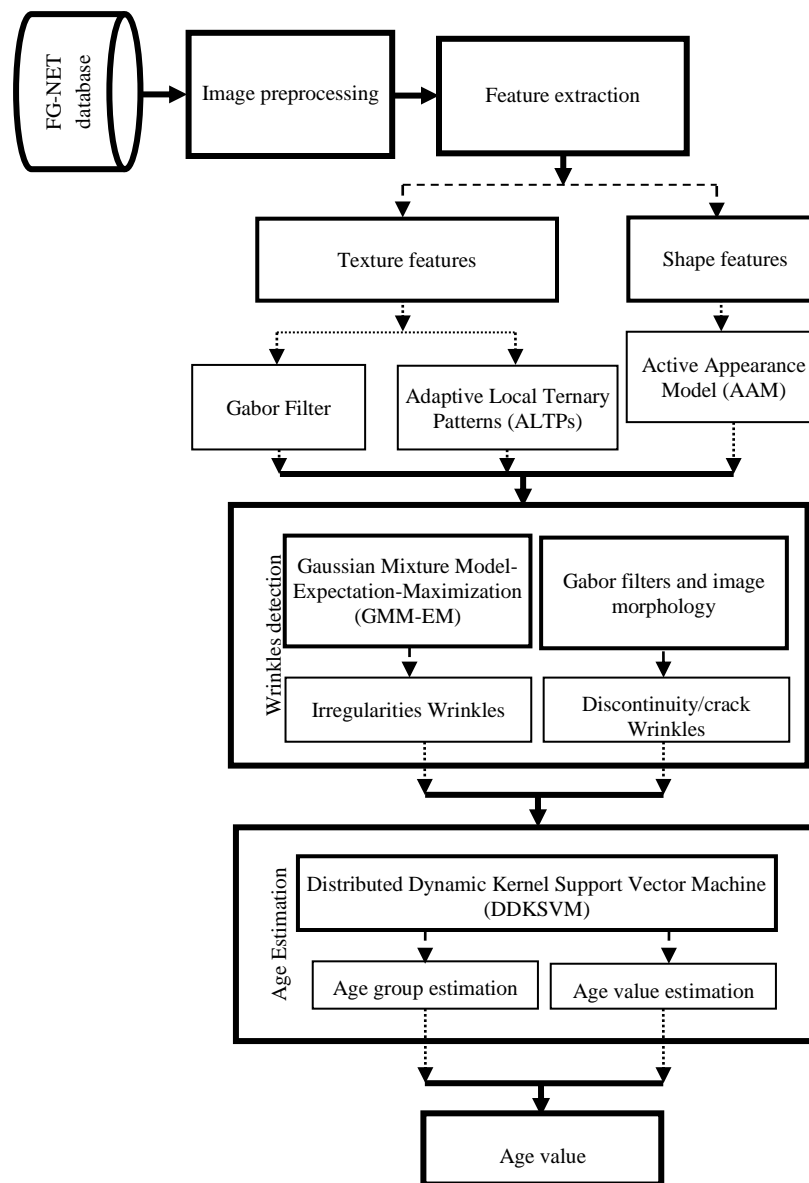 FG-NET
database
Image preprocessing
Feature extraction
Texture features
Shape features
Gabor Filter
Adaptive Local Ternary
Patterns (ALTPs)
Active Appearance
Model (AAM)
Wrinkles detection
Gaussian Mixture Model-
Expectation-Maximization
(GMM-EM)
Gabor filters and image
morphology
Irregularities Wrinkles
Discontinuity/crack
Wrinkles
Age Estimation
Distributed Dynamic Kernel Support Vector Machine
(DDKSVM)
Age group estimation
Age value estimation
Age value